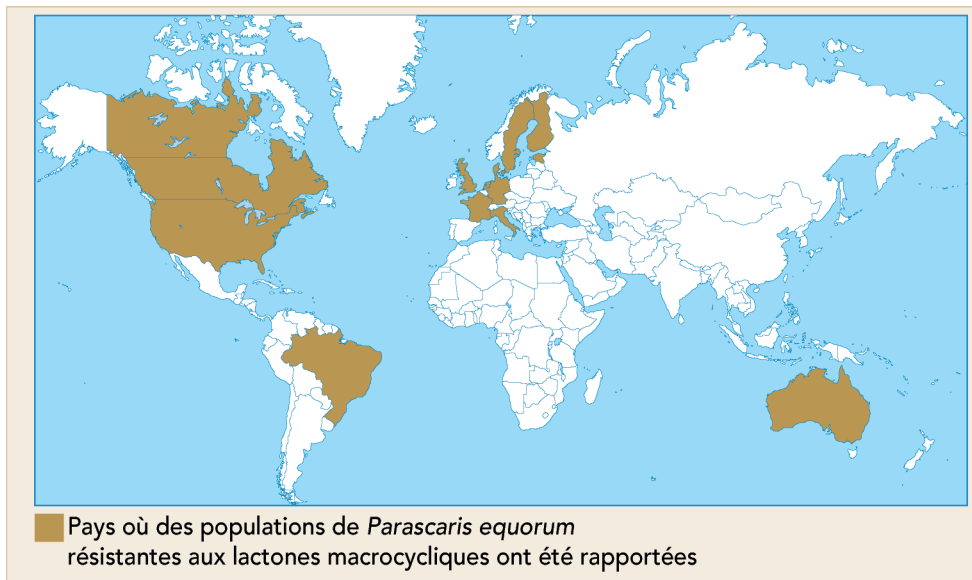 Pays où des populations de Parascaris equorum
résistantes aux lactones macrocycliques ont été rapportées